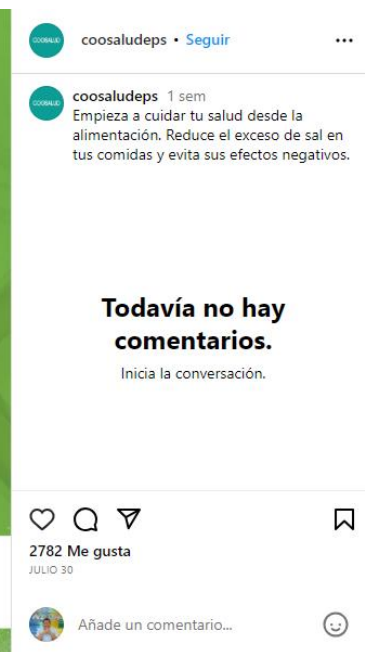 COOSALUD
coosaludeps • Seguir
COOSALUD
coosaludeps 1 sem
Empieza a cuidar tu salud desde la
alimentación. Reduce el exceso de sal en
tus comidas y evita sus efectos negativos.
Todavía no hay
comentarios.
Inicia la conversación.
2782 Me gusta
JULIO 30
Añade un comentario...